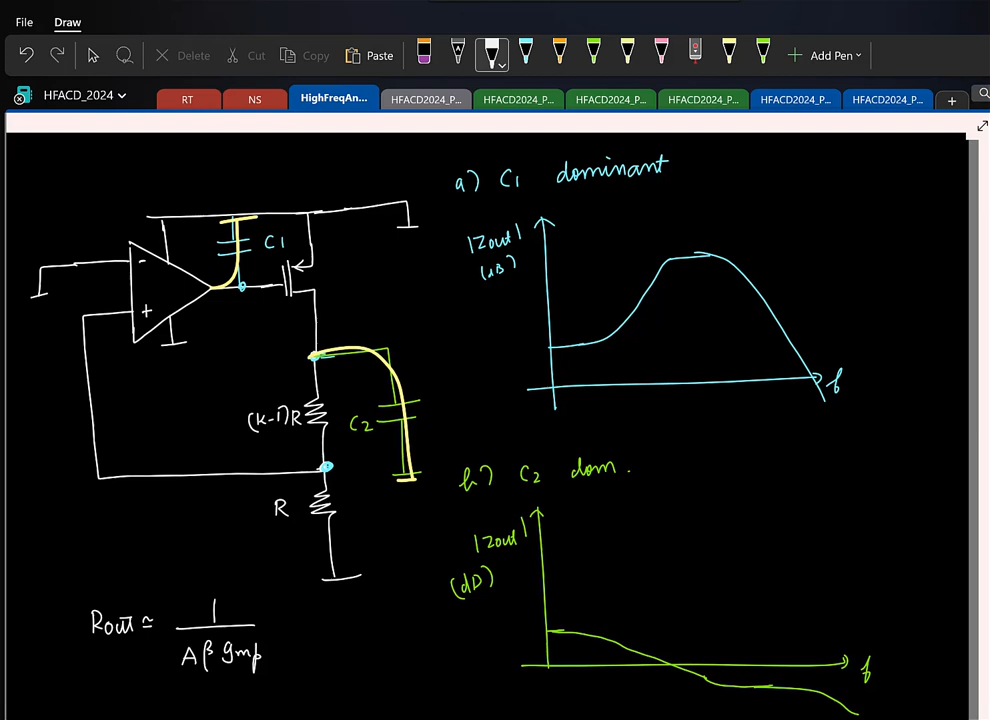 File Draw
Delete Cut Copy Paste Add Pen
HFACD_2024 RT NS HighFreqAn... HFACD2024_P... HFACD2024_P... HFACD2024_P... HFACD2024_P... HFACD2024_P... HFACD2024_P...
a) C1 dominant
|Zout|
(dB)
f
C1
-
+
(k-1)R
C2
R
b) C2 dom.
|Zout|
(dB)
f
Rout ≃ 1 / Aβ gmp